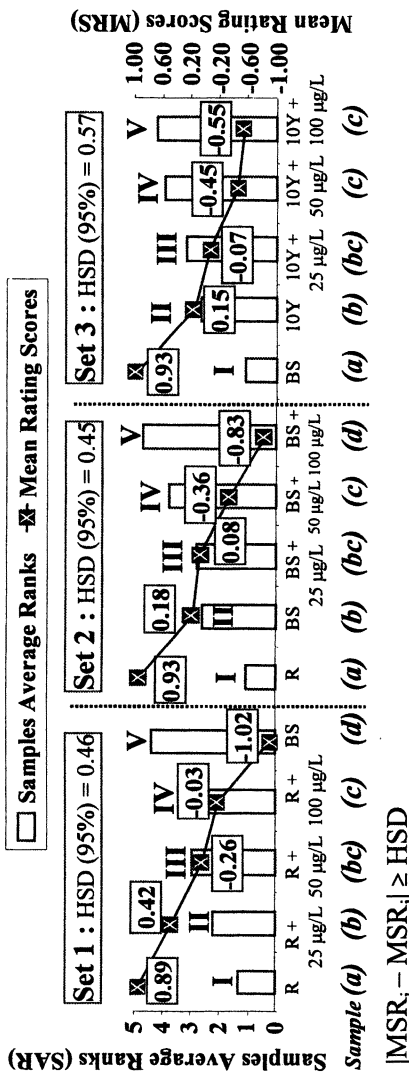 Samples Average Ranks Mean Rating Scores
Set 1 : HSD (95%) = 0.46
Set 2 : HSD (95%) = 0.45
Set 3 : HSD (95%) = 0.57
Samples Average Ranks (SAR)
5
4
3
2
1
0
Mean Rating Scores (MRS)
1.00
0.60
0.20
-0.20
-0.60
-1.00
0.89
0.42
-0.26
-0.03
-1.02
I
II
III
IV
V
0.93
0.18
0.08
-0.36
-0.83
I
II
III
IV
V
0.93
0.15
-0.07
-0.45
-0.55
I
II
III
IV
V
R R + R + R + BS R BS BS + BS + BS + BS 10Y 10Y + 10Y + 10Y +
25 µg/L 50 µg/L 100 µg/L 25 µg/L 50 µg/L 100 µg/L 25 µg/L 50 µg/L 100 µg/L
Sample (a) (b) (bc) (c) (d) (a) (b) (bc) (c) (d) (a) (b) (bc) (c) (c)
|MSRi – MSRj| ≥ HSD